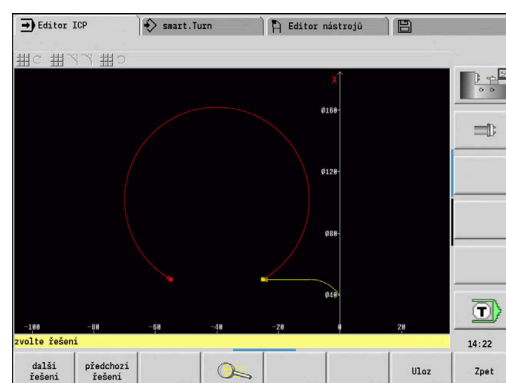 Editor ICP
smart.Turn
Editor nástrojů
X
Ø160
Ø120
Ø80
Ø40
-100 -80 -60 -40 -20 0 20
zvolte řešení
14:22
T
další řešení
předchozí řešení
Uloz
Zpet